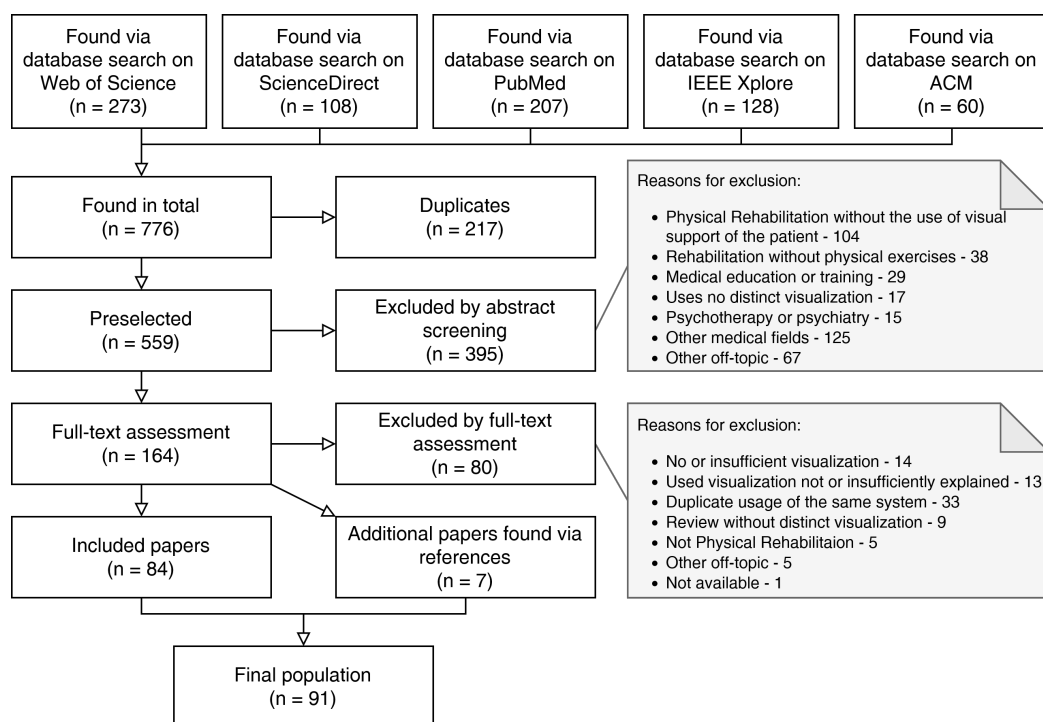 Found via
database search on
Web of Science
(n = 273)
Found via
database search on
ScienceDirect
(n = 108)
Found via
database search on
PubMed
(n = 207)
Found via
database search on
IEEE Xplore
(n = 128)
Found via
database search on
ACM
(n = 60)
Found in total
(n = 776)
Duplicates
(n = 217)
Reasons for exclusion:
• Physical Rehabilitation without the use of visual
support of the patient - 104
• Rehabilitation without physical exercises - 38
• Medical education or training - 29
• Uses no distinct visualization - 17
• Psychotherapy or psychiatry - 15
• Other medical fields - 125
• Other off-topic - 67
Preselected
(n = 559)
Excluded by abstract
screening
(n = 395)
Full-text assessment
(n = 164)
Excluded by full-text
assessment
(n = 80)
Reasons for exclusion:
• No or insufficient visualization - 14
• Used visualization not or insufficiently explained - 13
• Duplicate usage of the same system - 33
• Review without distinct visualization - 9
• Not Physical Rehabilitaion - 5
• Other off-topic - 5
• Not available - 1
Included papers
(n = 84)
Additional papers found via
references
(n = 7)
Final population
(n = 91)